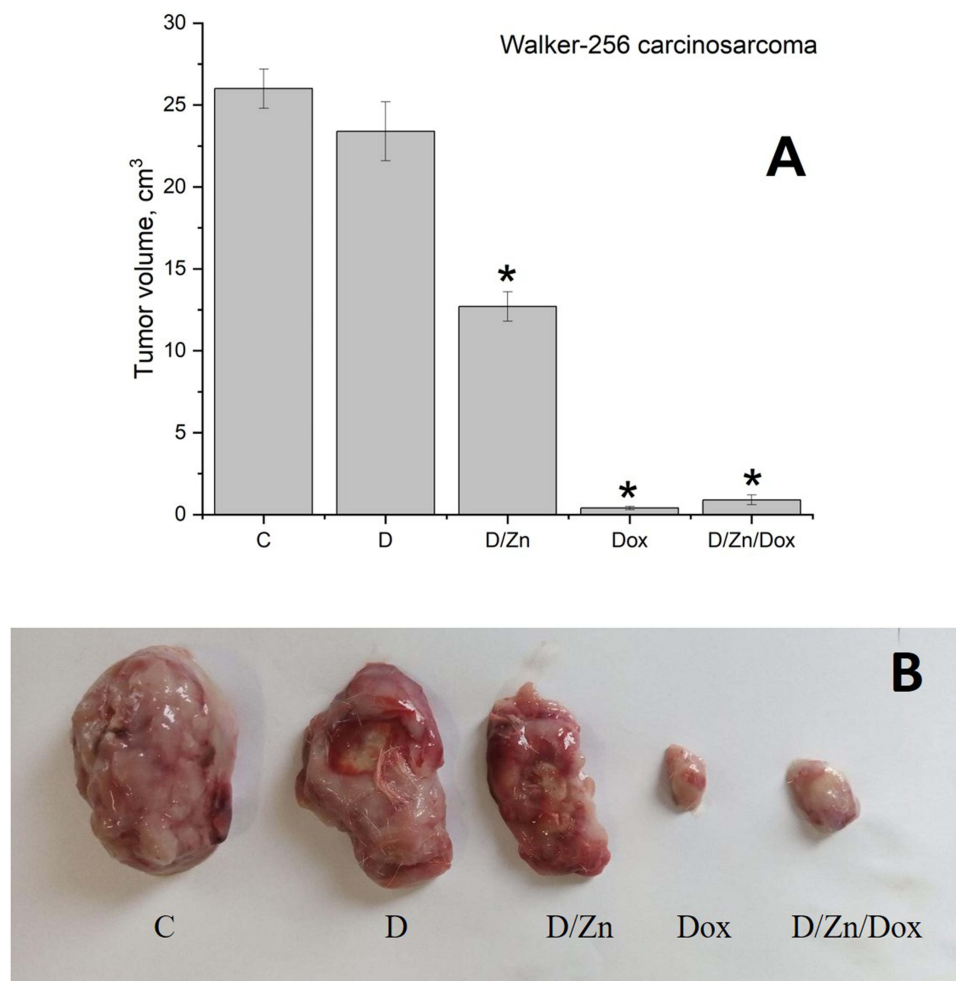 30
Walker-256 carcinosarcoma
25
A
20
Tumor volume, cm³
*
15
10
5
* *
0
C D D/Zn Dox D/Zn/Dox
B
C D D/Zn Dox D/Zn/Dox